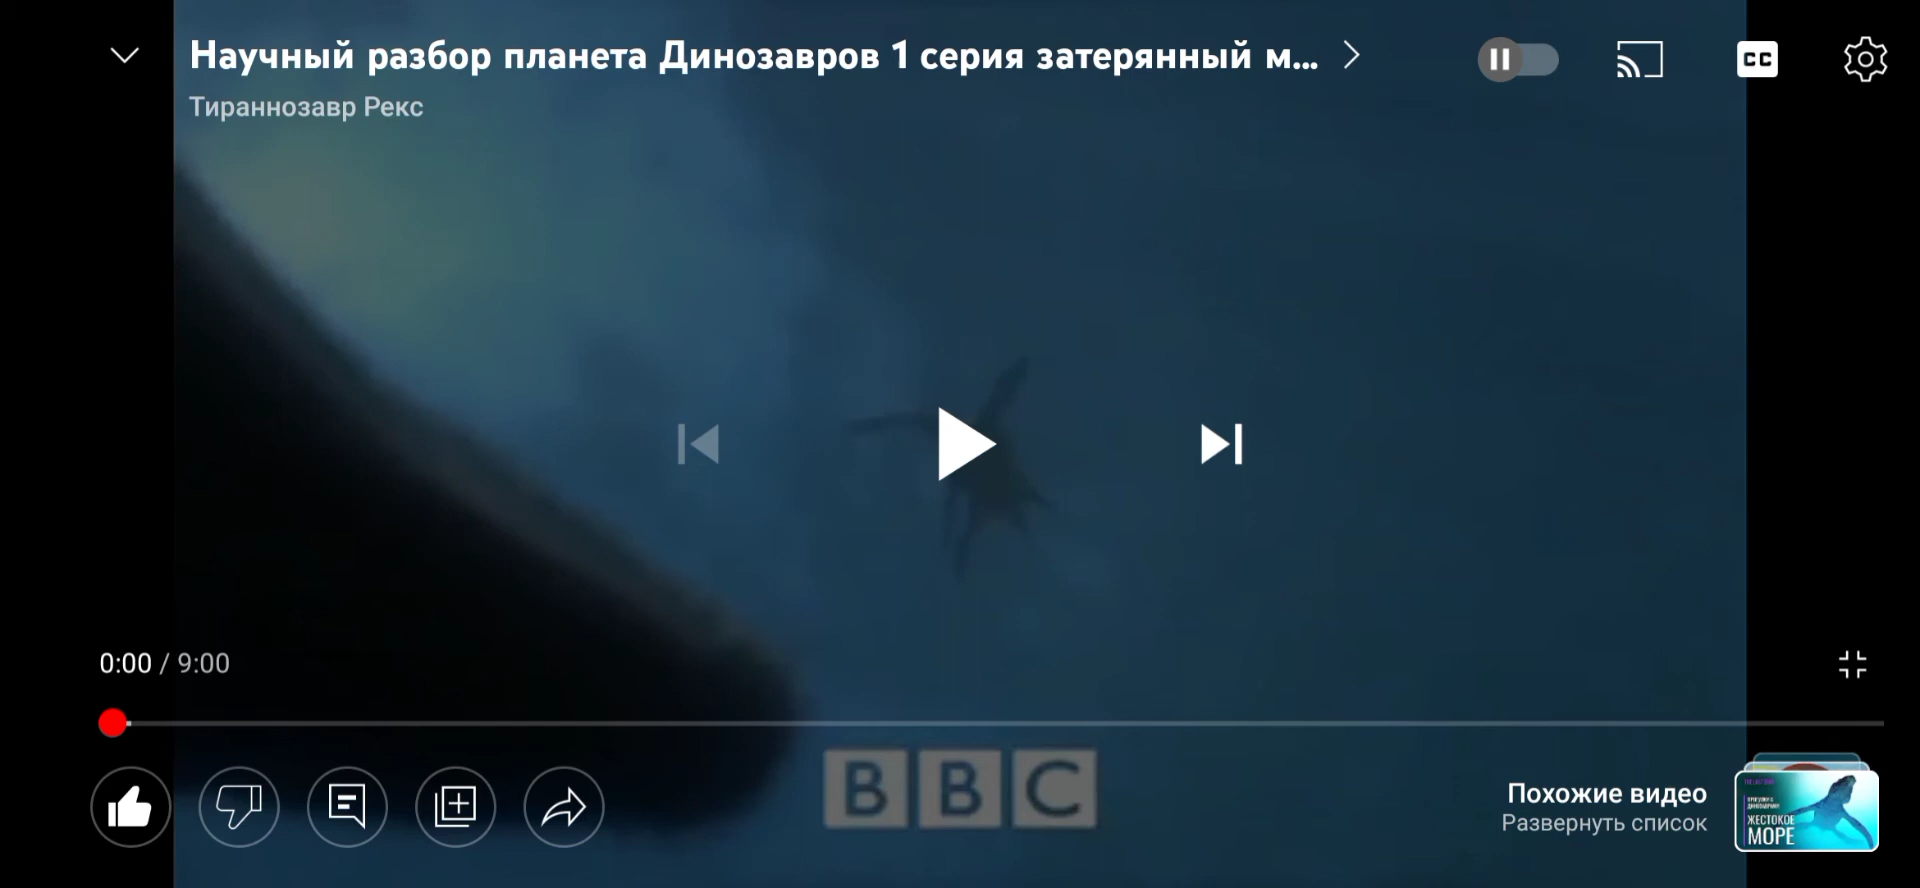 Научный разбор планета Динозавров 1 серия затерянный м...
Тираннозавр Рекс
CC
0:00 / 9:00
BBC
Похожие видео
Развернуть список
ЖЕСТОКОЕ
МОРЕ